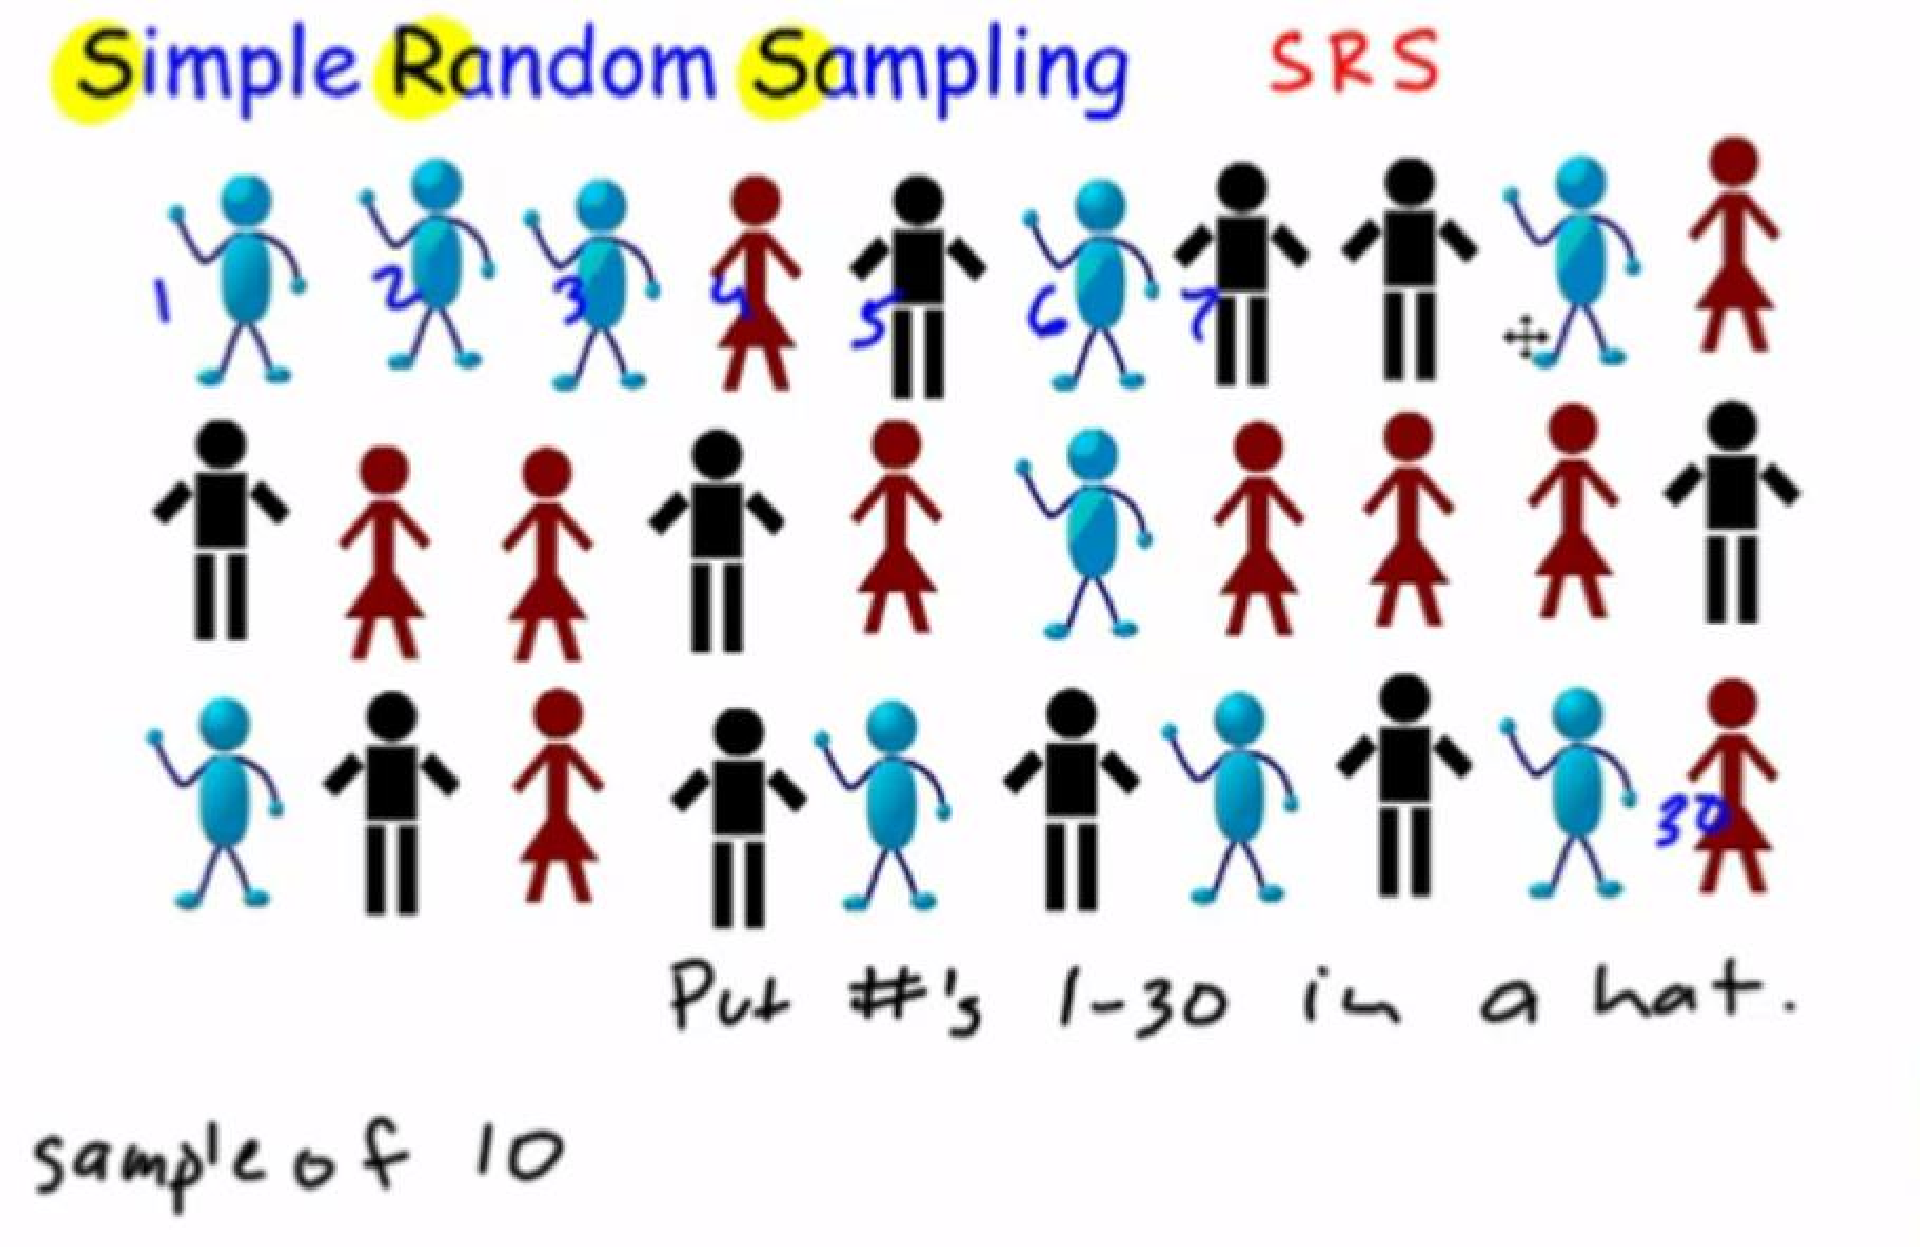 Simple Random Sampling SRS
1 2 3 4 5 6 7
30
Put #'s 1-30 in a hat.
sample of 10